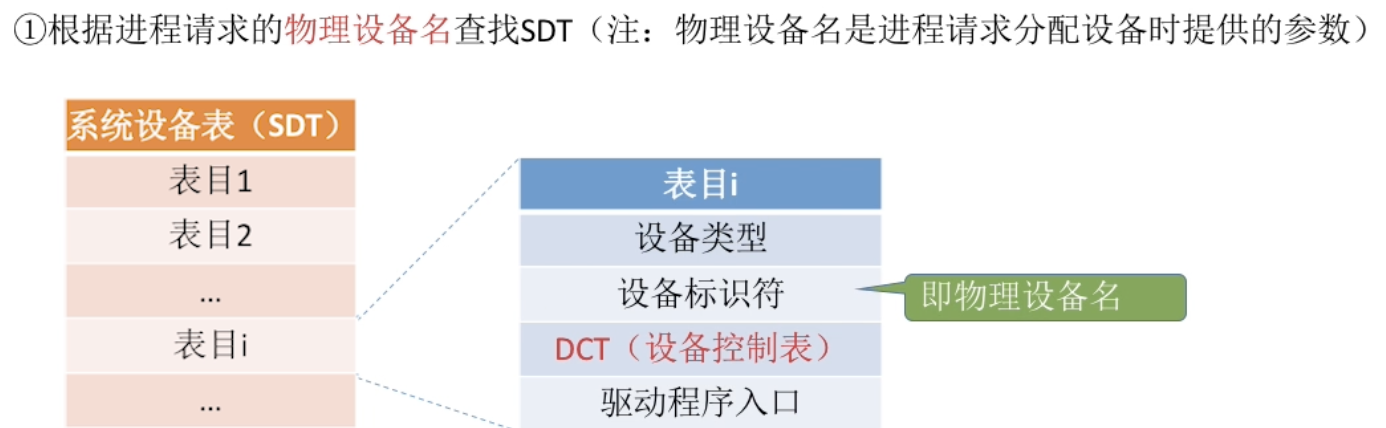 ①根据进程请求的物理设备名查找SDT（注：物理设备名是进程请求分配设备时提供的参数）
系统设备表（SDT）
表目1
表目2
...
表目i
...
表目i
设备类型
设备标识符
即物理设备名
DCT（设备控制表）
驱动程序入口